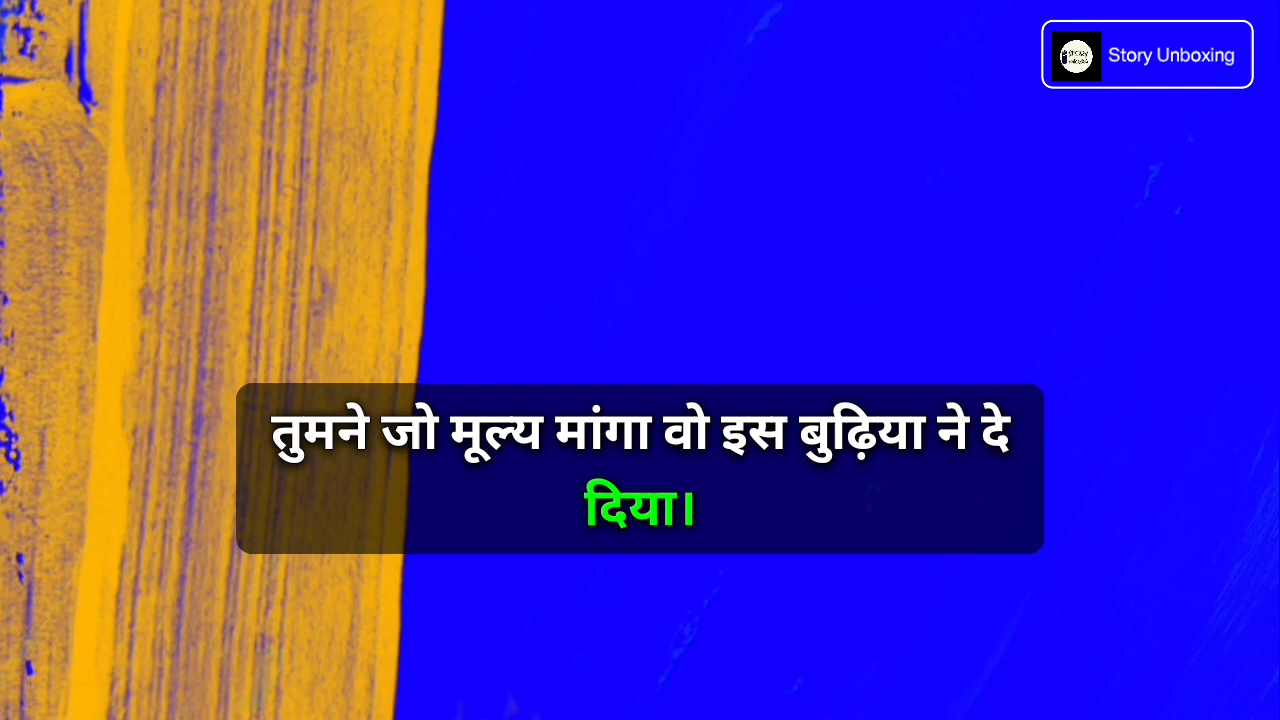 Story Unboxing
तुमने जो मूल्य मांगा वो इस बुढ़िया ने दे
दिया।